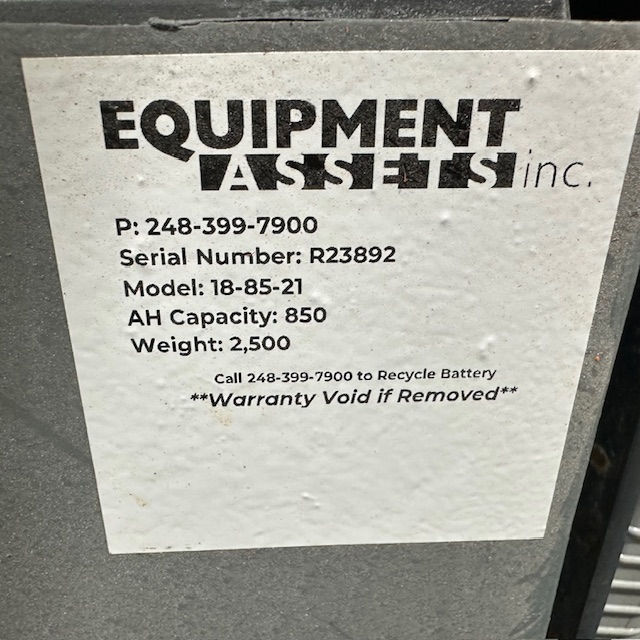 EQUIPMENT
ASSETS inc.
P: 248-399-7900
Serial Number: R23892
Model: 18-85-21
AH Capacity: 850
Weight: 2,500
Call 248-399-7900 to Recycle Battery
**Warranty Void if Removed**